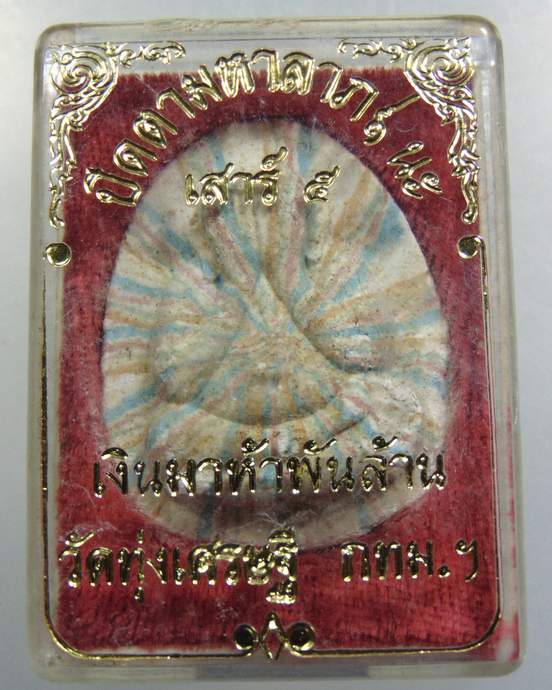 ปิดตามหาลาภ ๙ นะ
เสาร์ ๕
เงินมาห้าพันล้าน
วัดทุ่งเศรษฐี กทม.ฯ